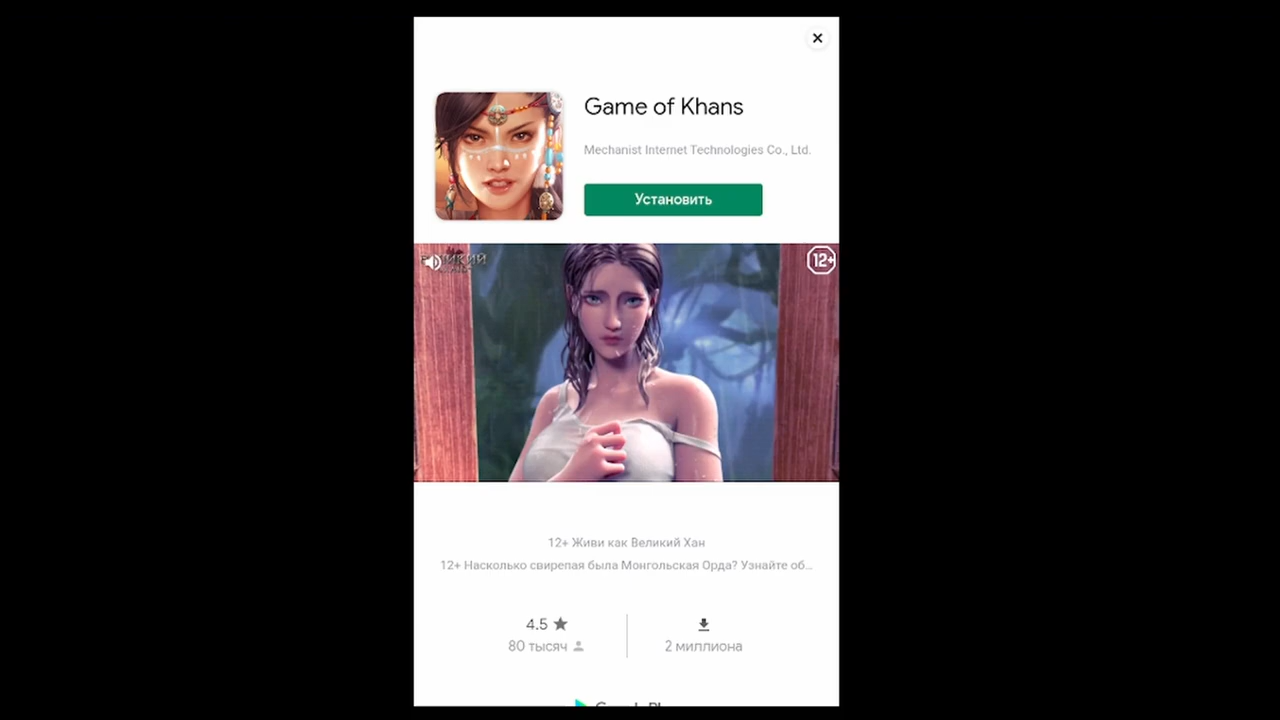 Game of Khans
Mechanist Internet Technologies Co., Ltd.
Установить
ВЕЛИКИЙ
12+
12+ Живи как Великий Хан
12+ Насколько свирепая была Монгольская Орда? Узнайте об...
4.5
80 тысяч
2 миллиона